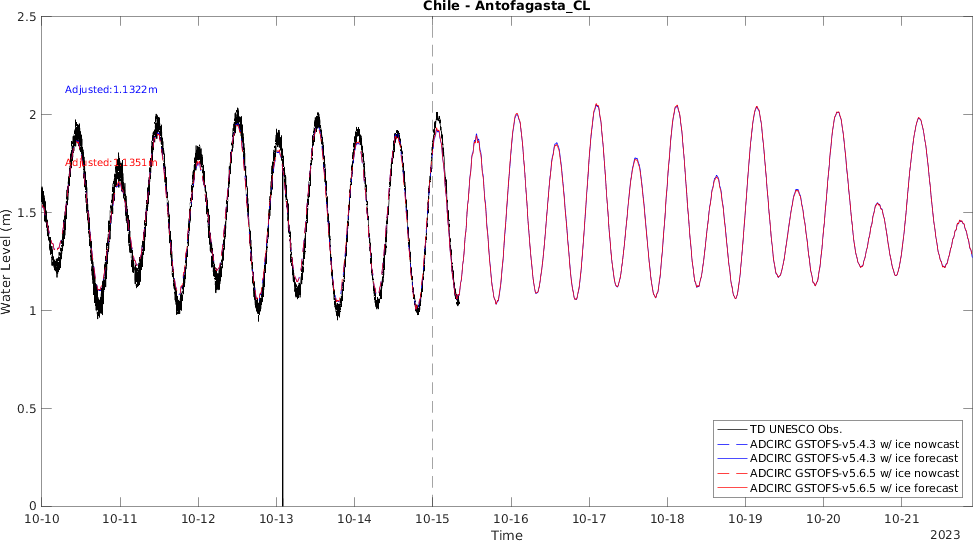 Chile - Antofagasta_CL
2.5
2
1.5
1
0.5
0
Water Level (m)
Adjusted:1.1322m
Adjusted:1.1351m
TD UNESCO Obs.
ADCIRC GSTOFS-v5.4.3 w/ ice nowcast
ADCIRC GSTOFS-v5.4.3 w/ ice forecast
ADCIRC GSTOFS-v5.6.5 w/ ice nowcast
ADCIRC GSTOFS-v5.6.5 w/ ice forecast
10-10 10-11 10-12 10-13 10-14 10-15 10-16 10-17 10-18 10-19 10-20 10-21
Time
2023